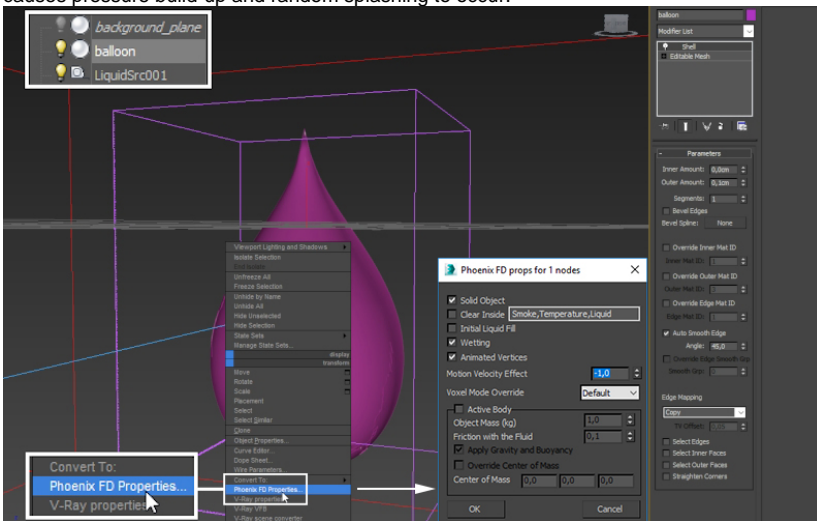 causes pressure build-up and random splashing to occur.
background_plane
balloon
LiquidSrc001
Viewport Lighting and Shadows
Isolate Selection
End Isolate
Unfreeze All
Freeze Selection
Unhide by Name
Unhide All
Hide Unselected
Hide Selection
State Sets
Manage State Sets...
display
transform
Move
Rotate
Scale
Placement
Select
Select Similar
Clone
Object Properties...
Curve Editor...
Dope Sheet...
Wire Parameters...
Convert To:
Phoenix FD Properties...
V-Ray properties
V-Ray VFB
V-Ray scene converter
Convert To:
Phoenix FD Properties...
V-Ray properties
Phoenix FD props for 1 nodes
Solid Object
Clear Inside Smoke,Temperature,Liquid
Initial Liquid Fill
Wetting
Animated Vertices
Motion Velocity Effect -1,0
Voxel Mode Override Default
Active Body
Object Mass (kg) 1,0
Friction with the Fluid 0,1
Apply Gravity and Buoyancy
Override Center of Mass
Center of Mass 0,0 0,0 0,0
OK Cancel
balloon
Modifier List
Shell
Editable Mesh
Parameters
Inner Amount: 0,0cm
Outer Amount: 0,1cm
Segments: 1
Bevel Edges
Bevel Spline: None
Override Inner Mat ID
Inner Mat ID: 1
Override Outer Mat ID
Outer Mat ID:
Override Edge Mat ID
Edge Mat ID: 1
Auto Smooth Edge
Angle: 45,0
Override Edge Smooth Grp
Smooth Grp:
Edge Mapping
Copy
TV Offset:
Select Edges
Select Inner Faces
Select Outer Faces
Straighten Corners